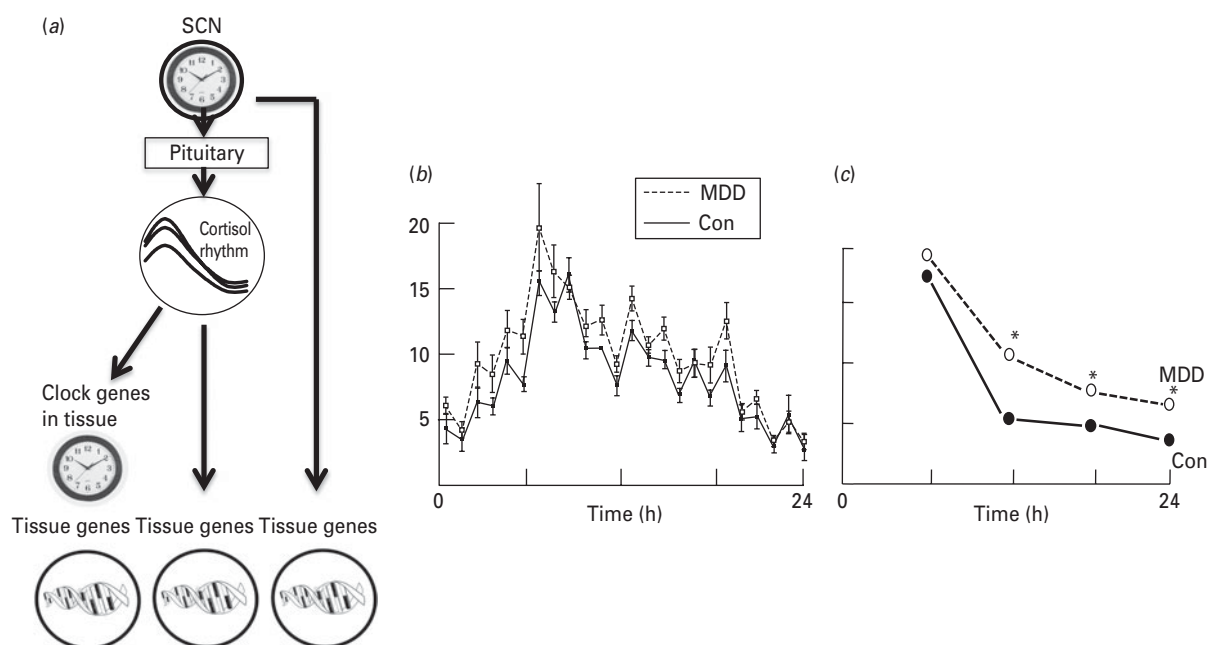 (a)
SCN
Pituitary
Cortisol
rhythm
Clock genes
in tissue
Tissue genes Tissue genes Tissue genes
(b)
MDD
Con
20
15
10
5
0
24
Time (h)
(c)
*
*
MDD
*
Con
0
24
Time (h)